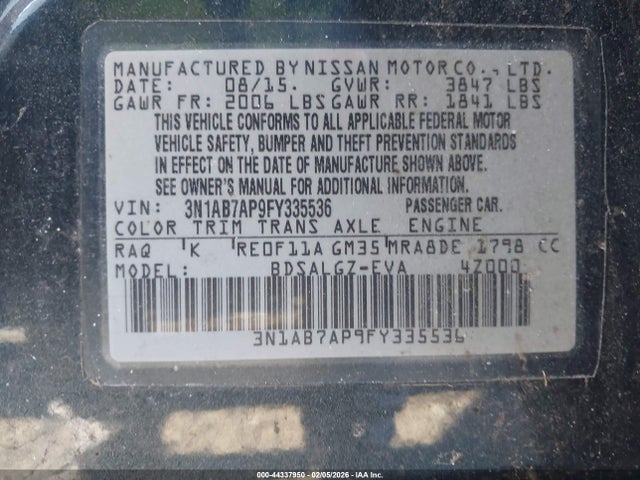 MANUFACTURED BY NISSAN MOTOR CO., LTD.
DATE: 08/15. GVWR: 3847 LBS
GAWR FR: 2006 LBS GAWR RR: 1841 LBS
THIS VEHICLE CONFORMS TO ALL APPLICABLE FEDERAL MOTOR
VEHICLE SAFETY, BUMPER AND THEFT PREVENTION STANDARDS
IN EFFECT ON THE DATE OF MANUFACTURE SHOWN ABOVE.
SEE OWNER'S MANUAL FOR ADDITIONAL INFORMATION.
VIN: 3N1AB7AP9FY335536 PASSENGER CAR.
COLOR TRIM TRANS AXLE ENGINE
RAQ K RE0F11A GM35 MRA8DE 1798 CC
MODEL: BDSALGZ-EVA 4Z000
3N1AB7AP9FY335536
000-44337950 - 02/05/2026 - IAA Inc.